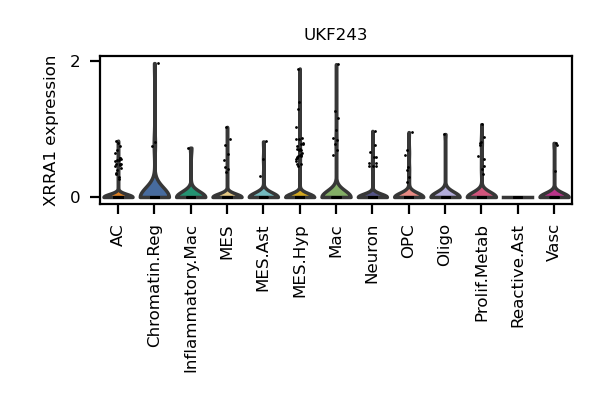 UKF243
XRRA1 expression
2
0
AC
Chromatin.Reg
Inflammatory.Mac
MES
MES.Ast
MES.Hyp
Mac
Neuron
OPC
Oligo
Prolif.Metab
Reactive.Ast
Vasc